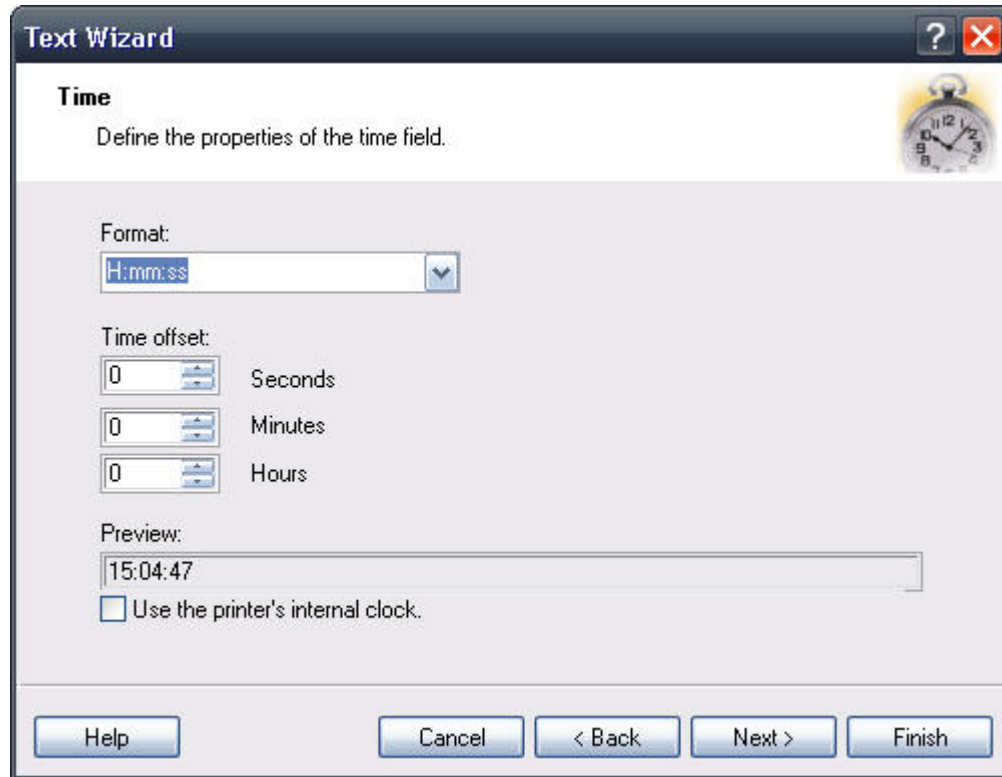 Text Wizard
Time
Define the properties of the time field.
Format:
H:mm:ss
Time offset:
0 Seconds
0 Minutes
0 Hours
Preview:
15:04:47
Use the printer's internal clock.
Help Cancel < Back Next > Finish